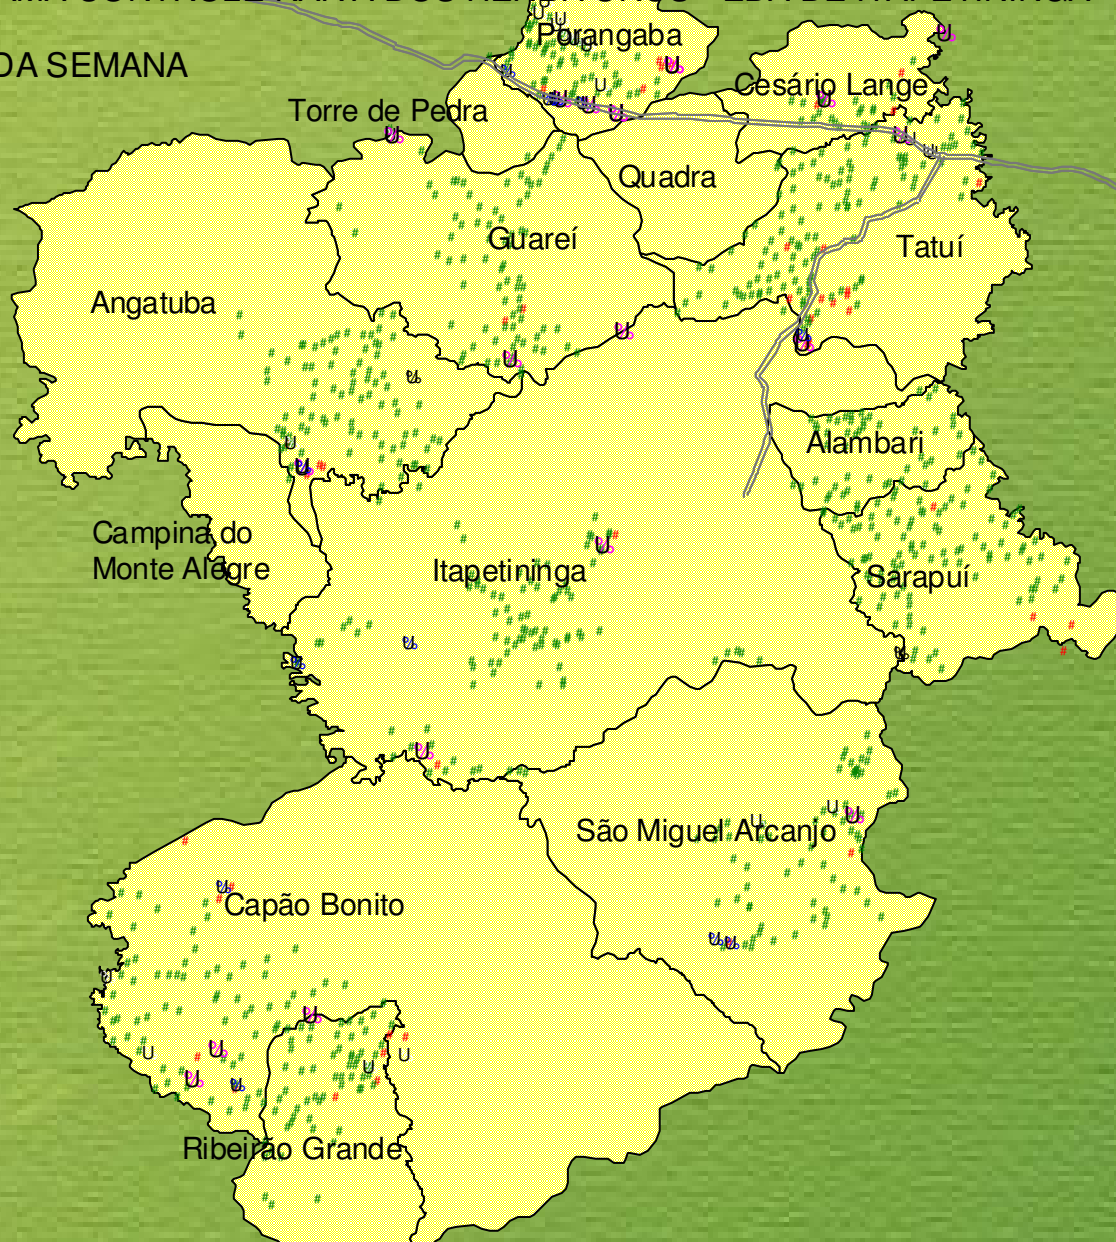 DA SEMANA
Porangaba
Cesário Lange
Torre de Pedra
Quadra
Guareí
Tatuí
Angatuba
Alambari
Campina do
Monte Alegre
Itapetininga
Sarapuí
São Miguel Arcanjo
Capão Bonito
Ribeirão Grande